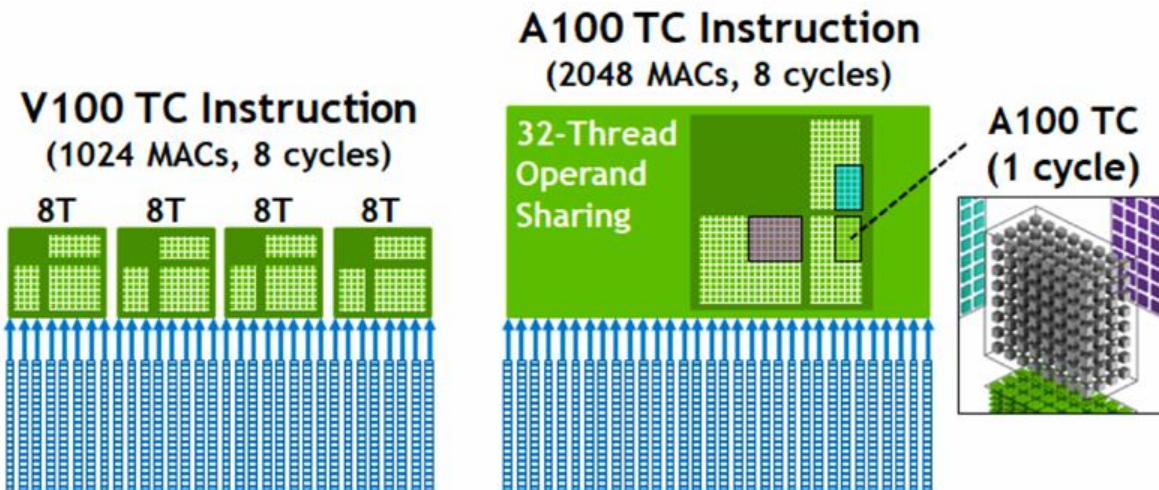 V100 TC Instruction
(1024 MACs, 8 cycles)
8T 8T 8T 8T
A100 TC Instruction
(2048 MACs, 8 cycles)
32-Thread
Operand
Sharing
A100 TC
(1 cycle)